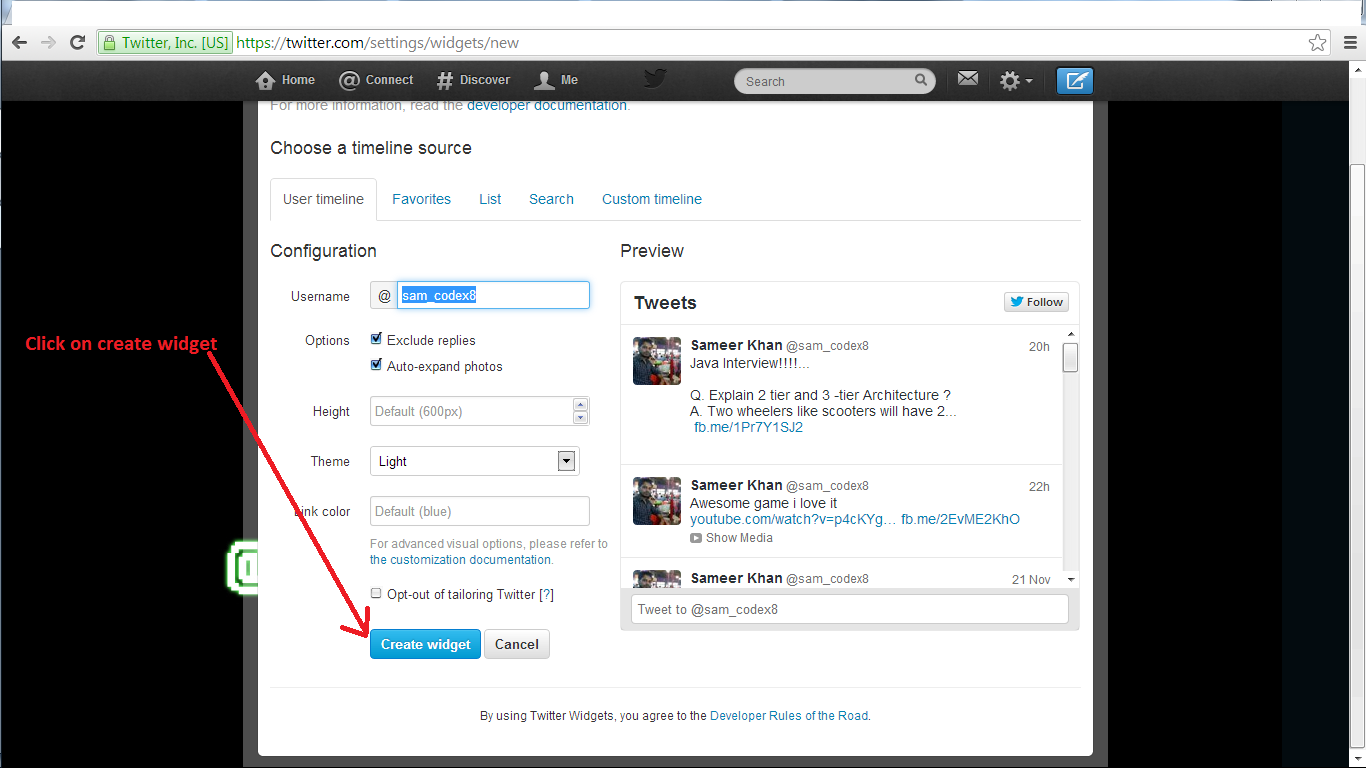 Twitter, Inc. [US] https://twitter.com/settings/widgets/new
Home @ Connect # Discover Me Search
For more information, read the developer documentation.
Choose a timeline source
User timeline Favorites List Search Custom timeline
Configuration
Username @ sam_codex8
Options Exclude replies
Auto-expand photos
Height Default (600px)
Theme Light
Link color Default (blue)
For advanced visual options, please refer to
the customization documentation.
Opt-out of tailoring Twitter [?]
Create widget Cancel
Click on create widget
Preview
Tweets Follow
Sameer Khan @sam_codex8 20h
Java Interview!!!!...
Q. Explain 2 tier and 3 -tier Architecture ?
A. Two wheelers like scooters will have 2...
fb.me/1Pr7Y1SJ2
Sameer Khan @sam_codex8 22h
Awesome game i love it
youtube.com/watch?v=p4cKYg... fb.me/2EvME2KhO
Show Media
Sameer Khan @sam_codex8 21 Nov
Tweet to @sam_codex8
By using Twitter Widgets, you agree to the Developer Rules of the Road.